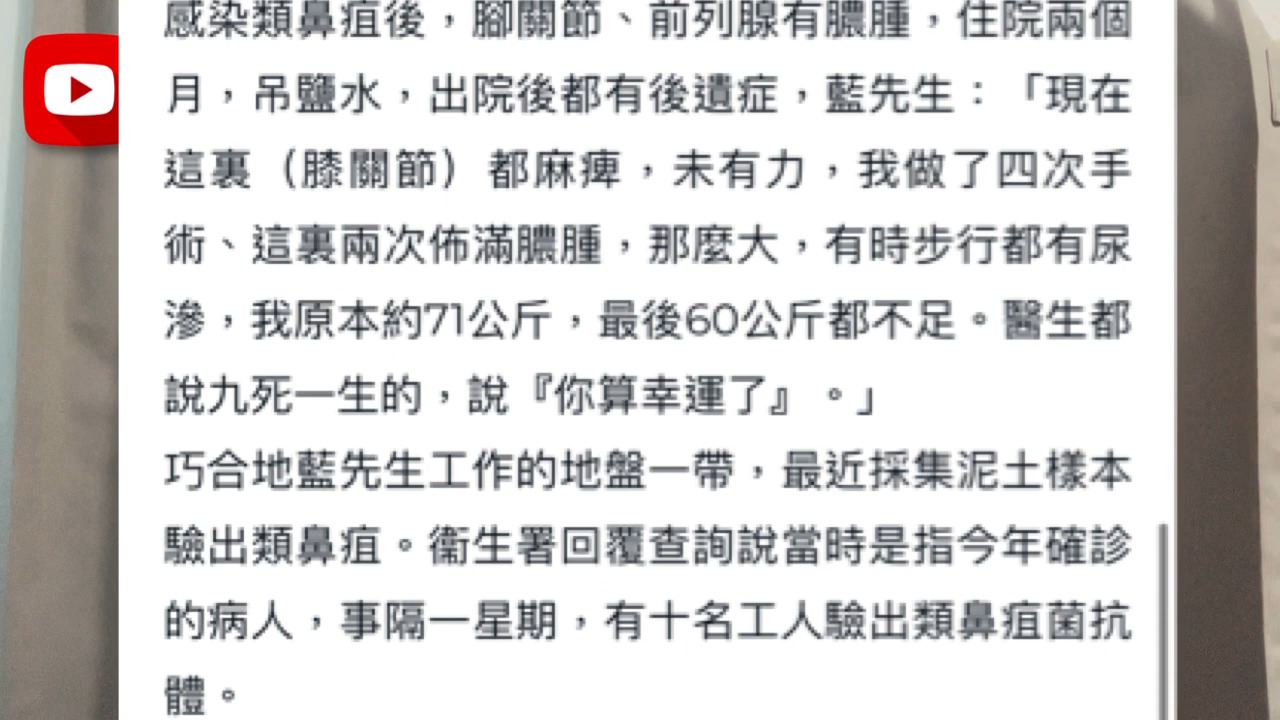 感染類鼻疽後，腳關節、前列腺有膿腫，住院兩個
月，吊鹽水，出院後都有後遺症，藍先生：「現在
這裏（膝關節）都麻痺，未有力，我做了四次手
術、這裏兩次佈滿膿腫，那麼大，有時步行都有尿
滲，我原本約71公斤，最後60公斤都不足。醫生都
說九死一生的，說『你算幸運了』。」
巧合地藍先生工作的地盤一帶，最近採集泥土樣本
驗出類鼻疽。衞生署回覆查詢說當時是指今年確診
的病人，事隔一星期，有十名工人驗出類鼻疽菌抗
體。